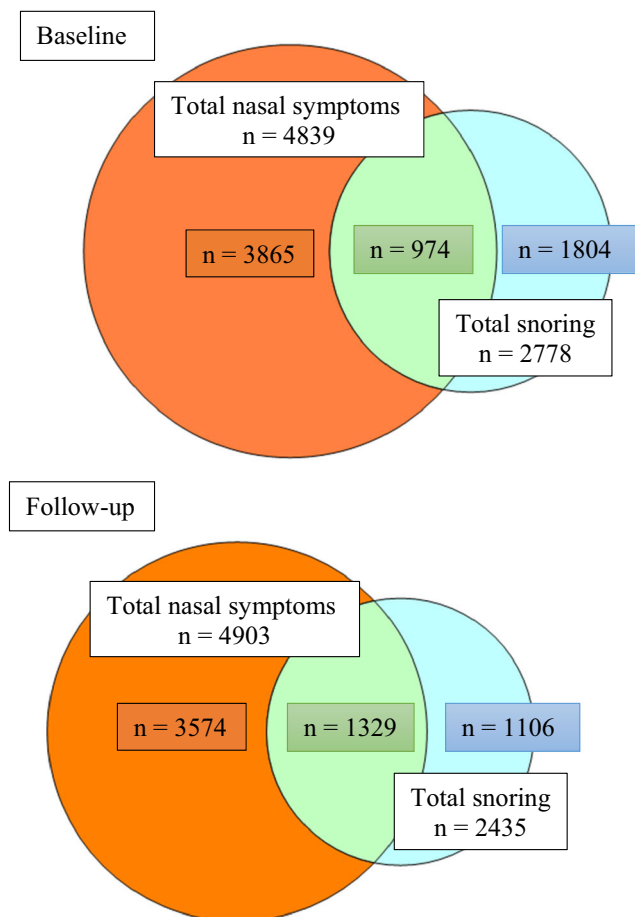 Baseline
Total nasal symptoms
n = 4839
n = 3865
n = 974
n = 1804
Total snoring
n = 2778
Follow-up
Total nasal symptoms
n = 4903
n = 3574
n = 1329
n = 1106
Total snoring
n = 2435